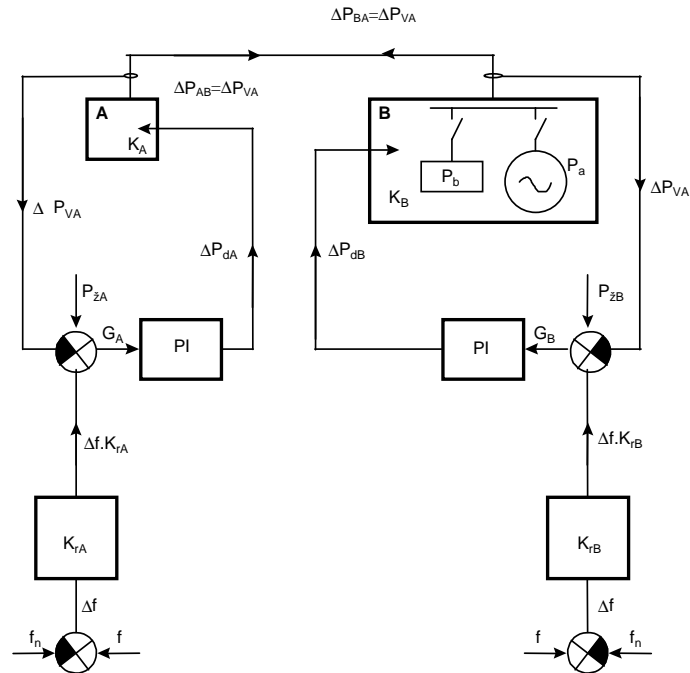 ΔP_BA=ΔP_VA
ΔP_AB=ΔP_VA
A
K_A
B
P_b
P_a
K_B
Δ P_VA
ΔP_VA
ΔP_dA
ΔP_dB
P_žA
P_žB
G_A
PI
PI
G_B
Δf.K_rA
Δf.K_rB
K_rA
K_rB
Δf
Δf
f_n
f
f
f_n